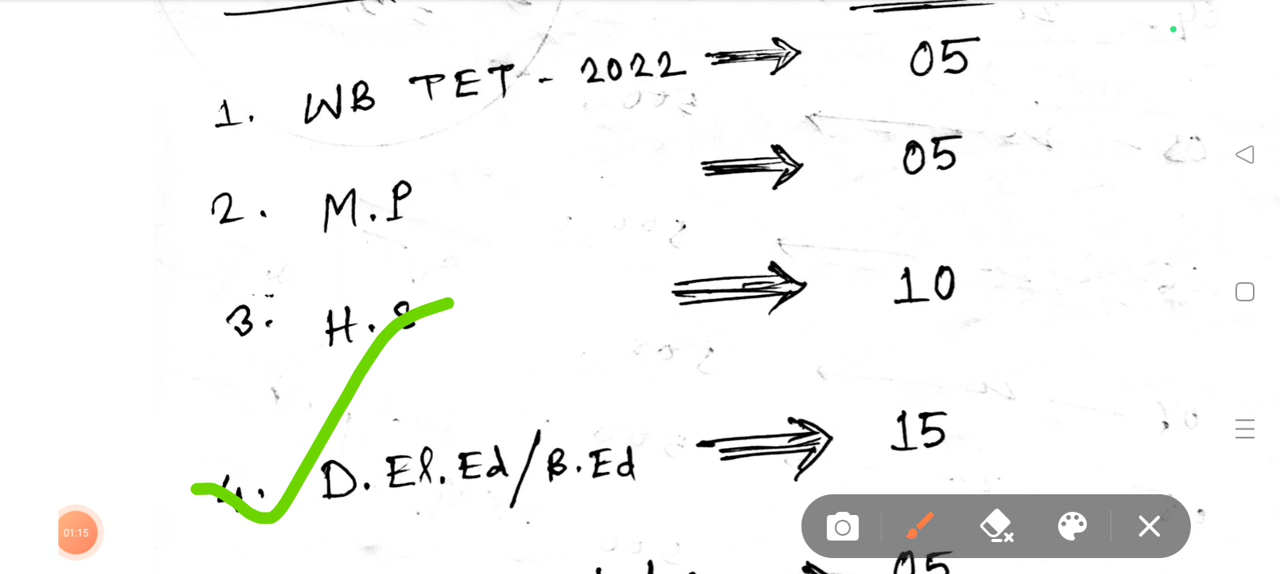 1. WB TET - 2022 ⟹ 05
2. M.P ⟹ 05
3. H.S ⟹ 10
4. D.El.Ed/B.Ed ⟹ 15
05
01:15